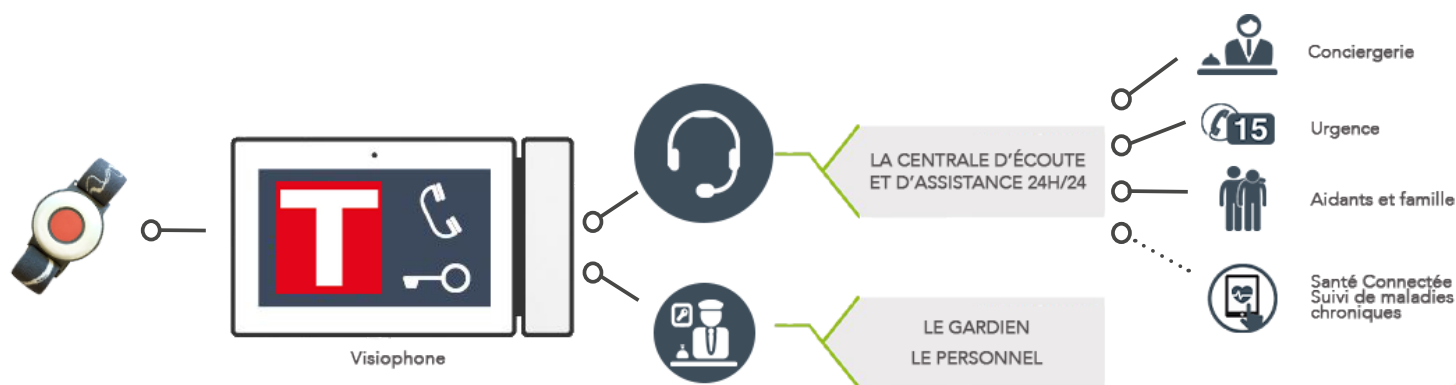 T
Visiophone
LA CENTRALE D'ÉCOUTE
ET D'ASSISTANCE 24H/24
LE GARDIEN
LE PERSONNEL
Conciergerie
15
Urgence
Aidants et famille
Santé Connectée
Suivi de maladies
chroniques